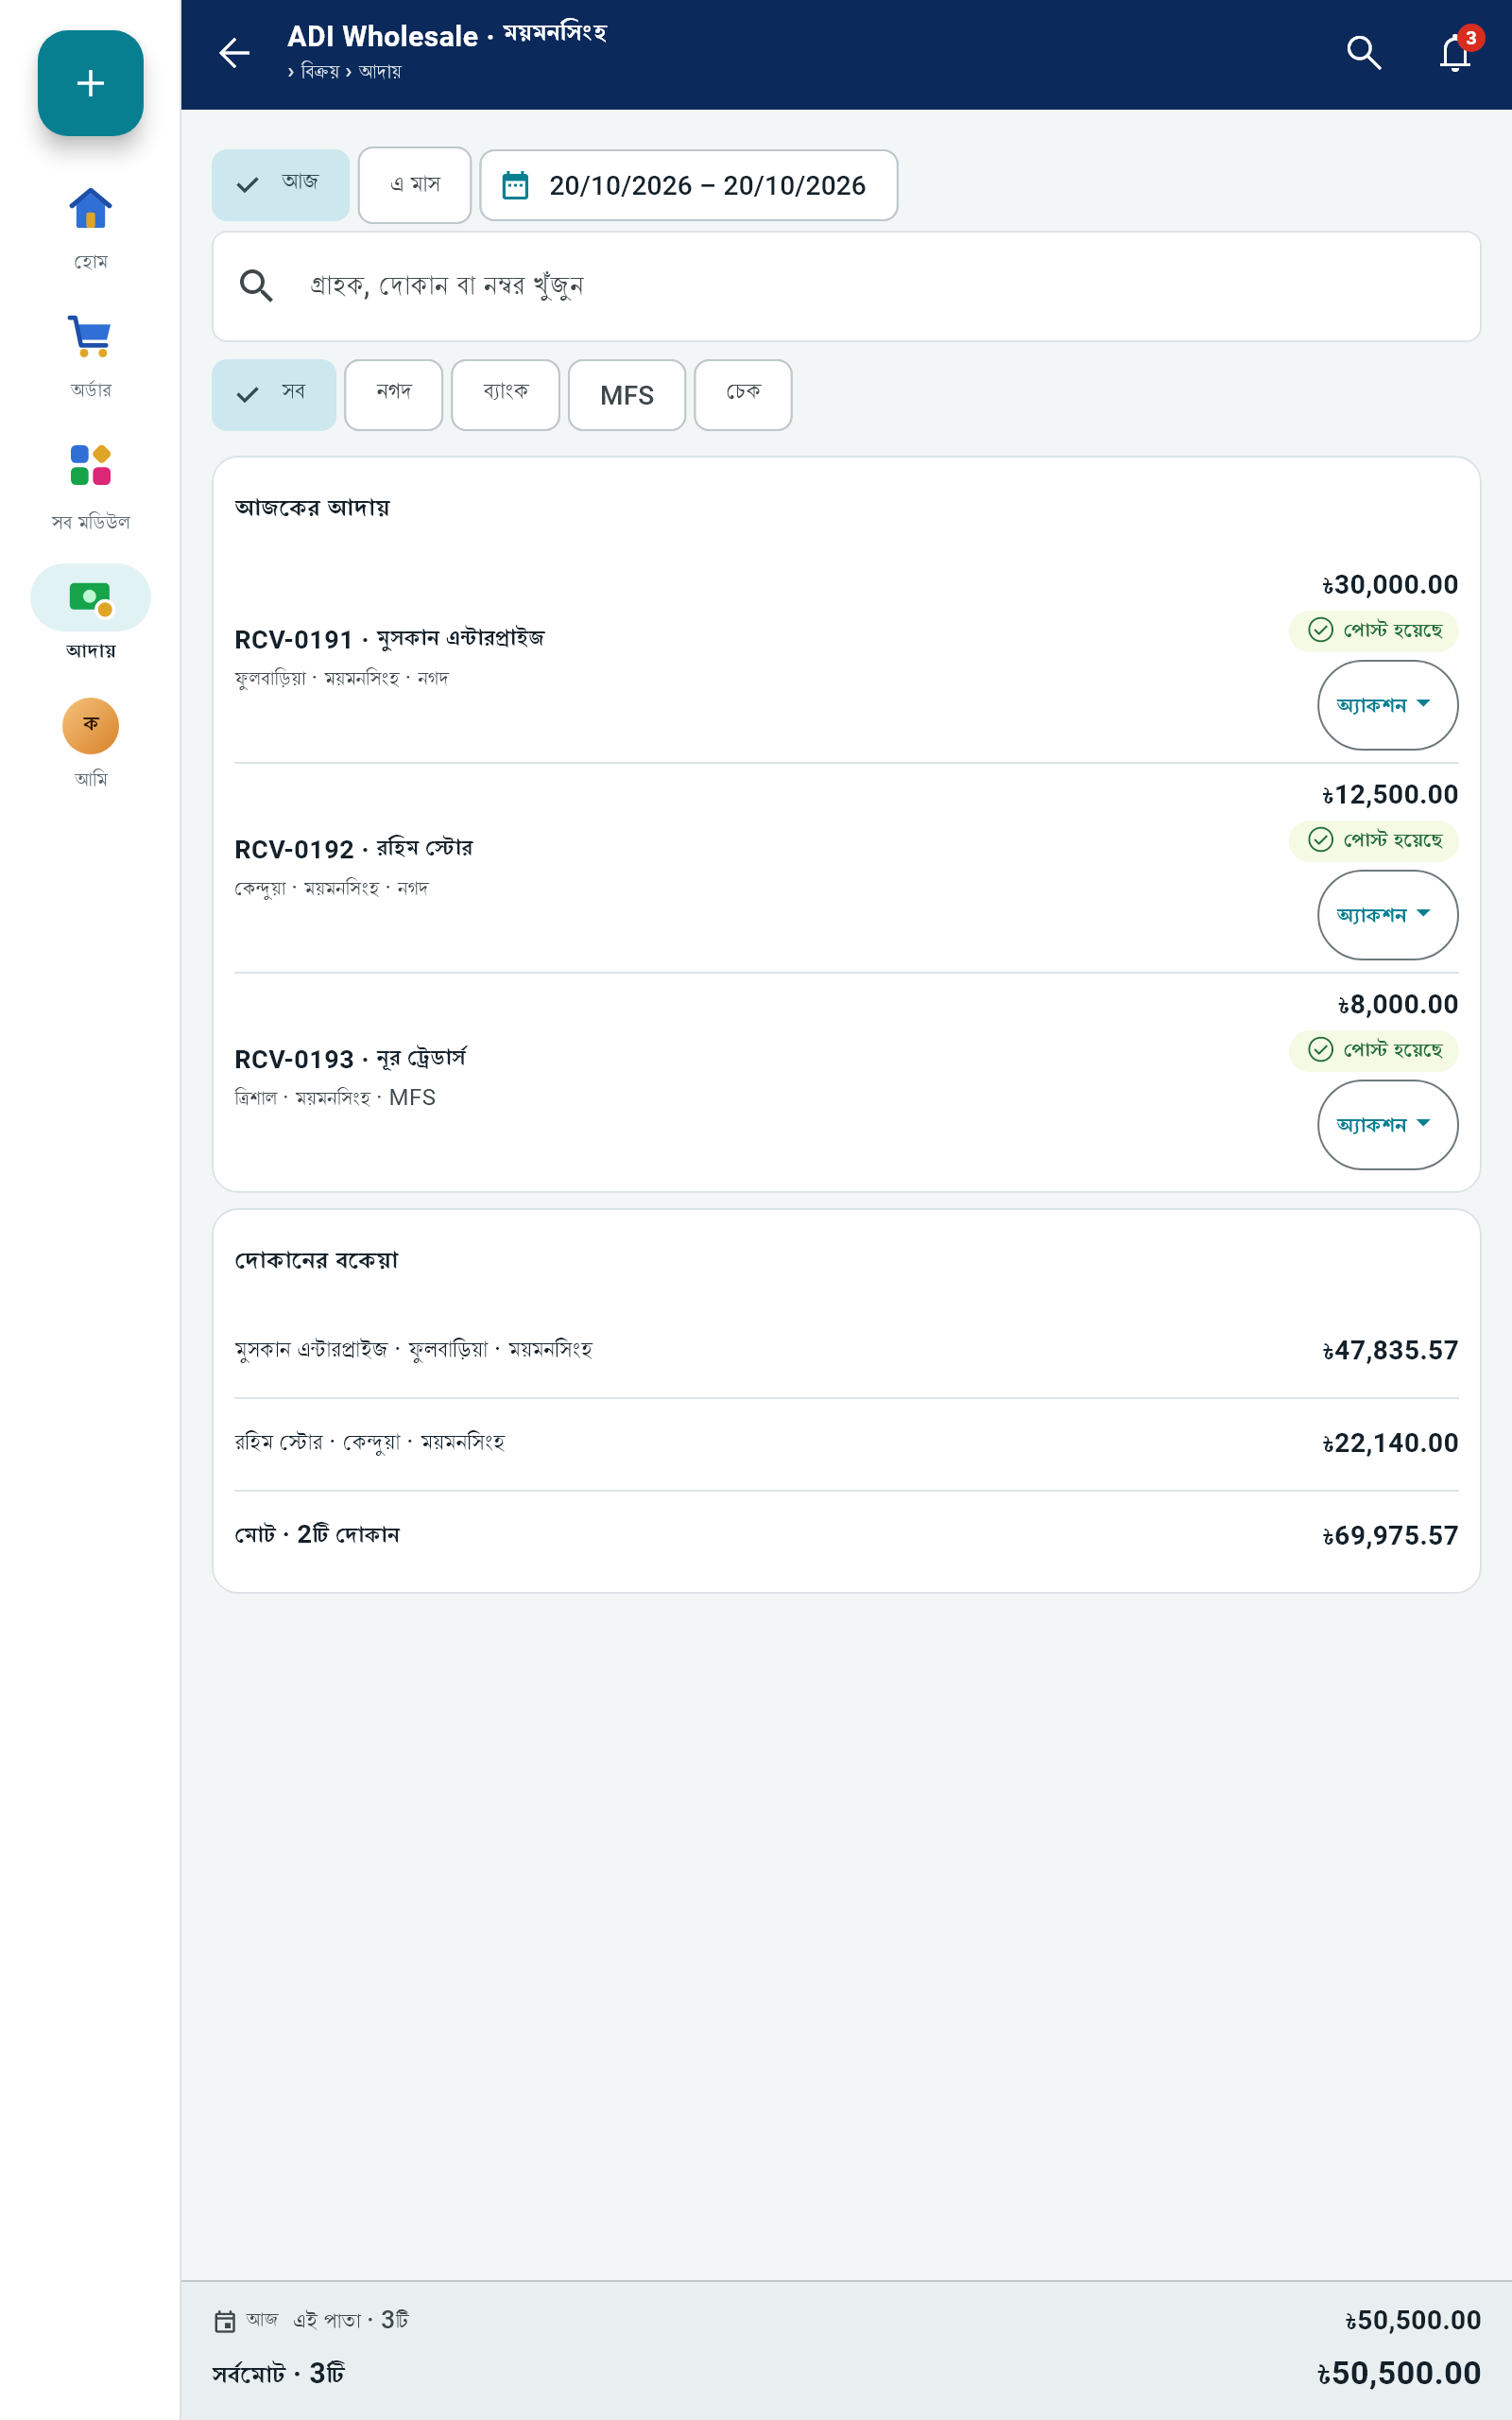 ADI Wholesale · ময়মনসিংহ
› বিক্রয় › আদায়
3
হোম
অর্ডার
সব মডিউল
আদায়
ক
আমি
আজ
এ মাস
20/10/2026 – 20/10/2026
গ্রাহক, দোকান বা নম্বর খুঁজুন
সব
নগদ
ব্যাংক
MFS
চেক
আজকের আদায়
RCV-0191 · মুসকান এন্টারপ্রাইজ
ফুলবাড়িয়া · ময়মনসিংহ · নগদ
৳30,000.00
পোস্ট হয়েছে
অ্যাকশন
RCV-0192 · রহিম স্টোর
কেন্দুয়া · ময়মনসিংহ · নগদ
৳12,500.00
পোস্ট হয়েছে
অ্যাকশন
RCV-0193 · নূর ট্রেডার্স
ত্রিশাল · ময়মনসিংহ · MFS
৳8,000.00
পোস্ট হয়েছে
অ্যাকশন
দোকানের বকেয়া
মুসকান এন্টারপ্রাইজ · ফুলবাড়িয়া · ময়মনসিংহ ৳47,835.57
রহিম স্টোর · কেন্দুয়া · ময়মনসিংহ ৳22,140.00
মোট · 2টি দোকান ৳69,975.57
আজ এই পাতা · 3টি ৳50,500.00
সর্বমোট · 3টি ৳50,500.00